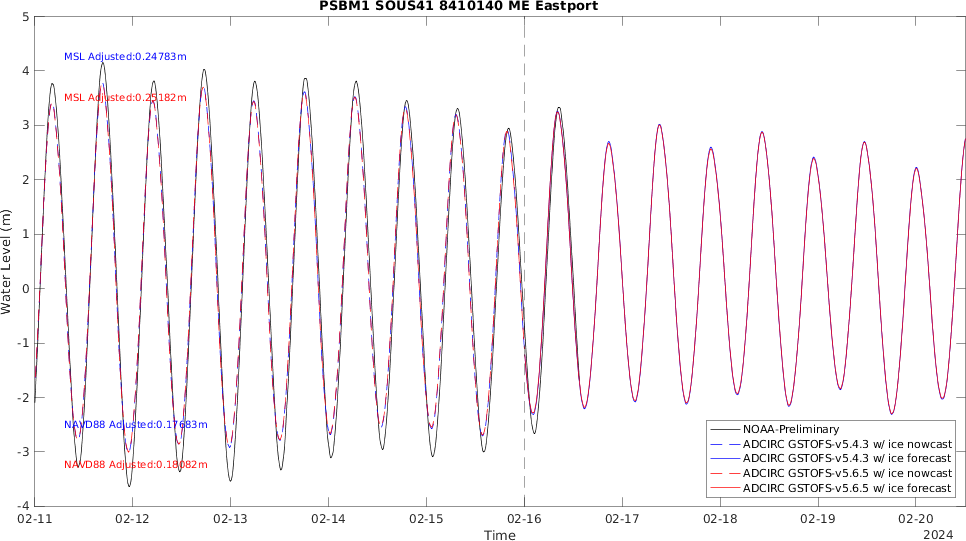 PSBM1 SOUS41 8410140 ME Eastport
5
4
3
2
1
0
-1
-2
-3
-4
Water Level (m)
MSL Adjusted:0.24783m
MSL Adjusted:0.25182m
NAVD88 Adjusted:0.17683m
NAVD88 Adjusted:0.18082m
NOAA-Preliminary
ADCIRC GSTOFS-v5.4.3 w/ ice nowcast
ADCIRC GSTOFS-v5.4.3 w/ ice forecast
ADCIRC GSTOFS-v5.6.5 w/ ice nowcast
ADCIRC GSTOFS-v5.6.5 w/ ice forecast
02-11 02-12 02-13 02-14 02-15 02-16 02-17 02-18 02-19 02-20
Time
2024